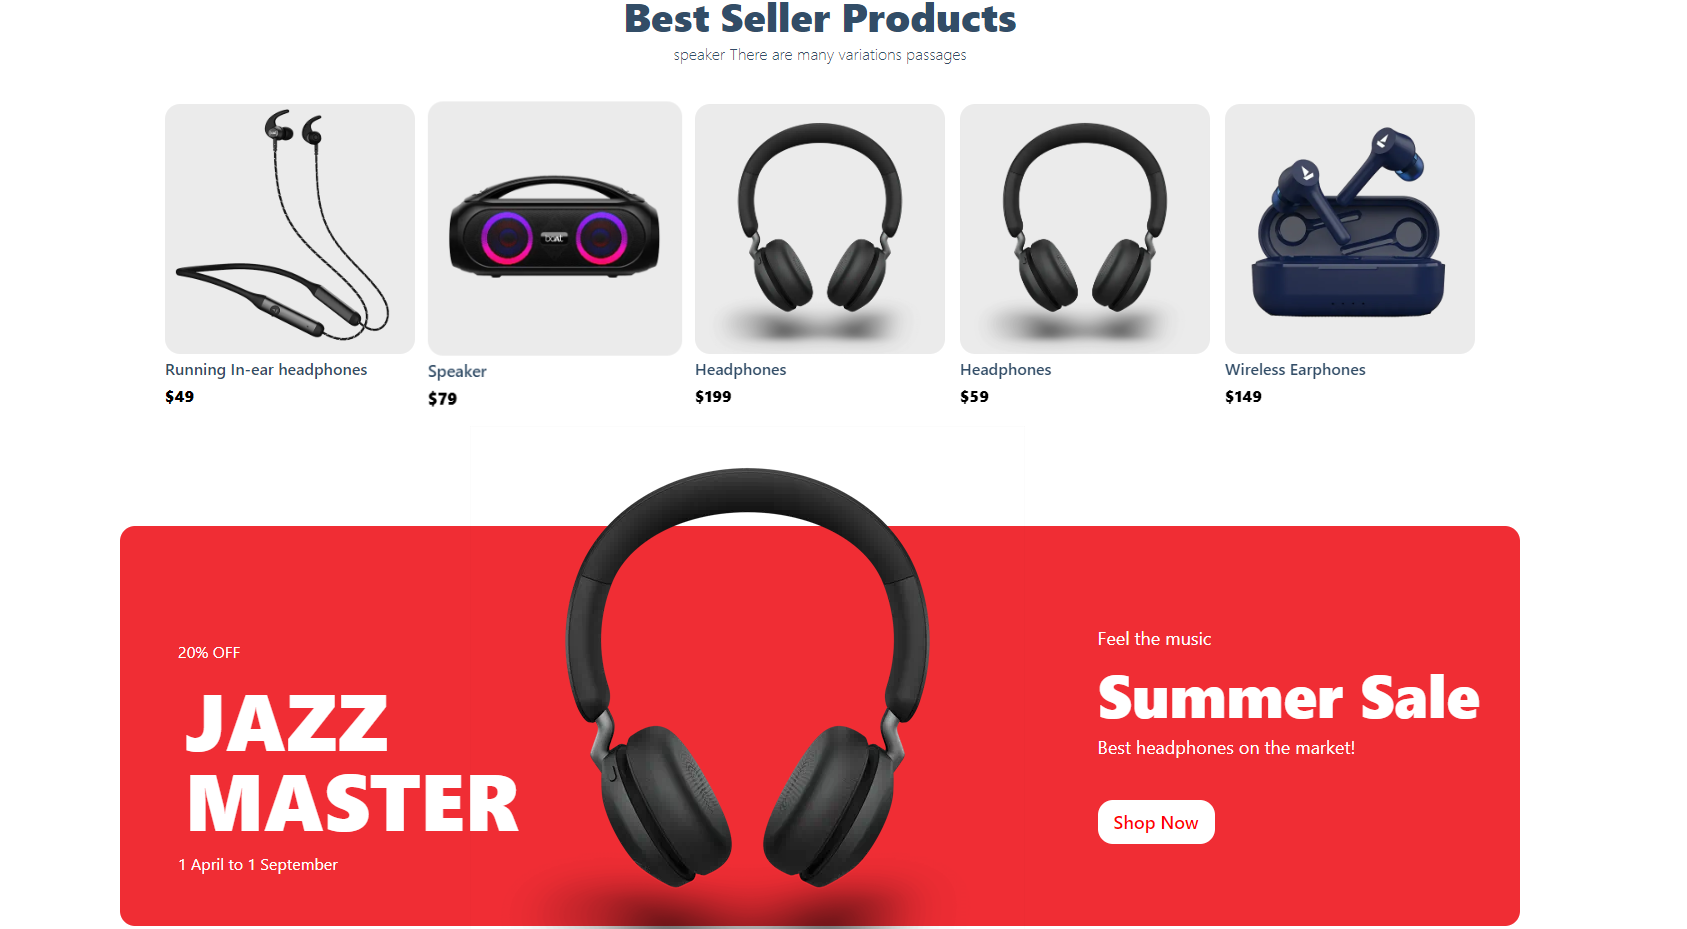 Best Seller Products
speaker There are many variations passages
Running In-ear headphones
$49
Speaker
$79
Headphones
$199
Headphones
$59
Wireless Earphones
$149
20% OFF
JAZZ
MASTER
1 April to 1 September
Feel the music
Summer Sale
Best headphones on the market!
Shop Now